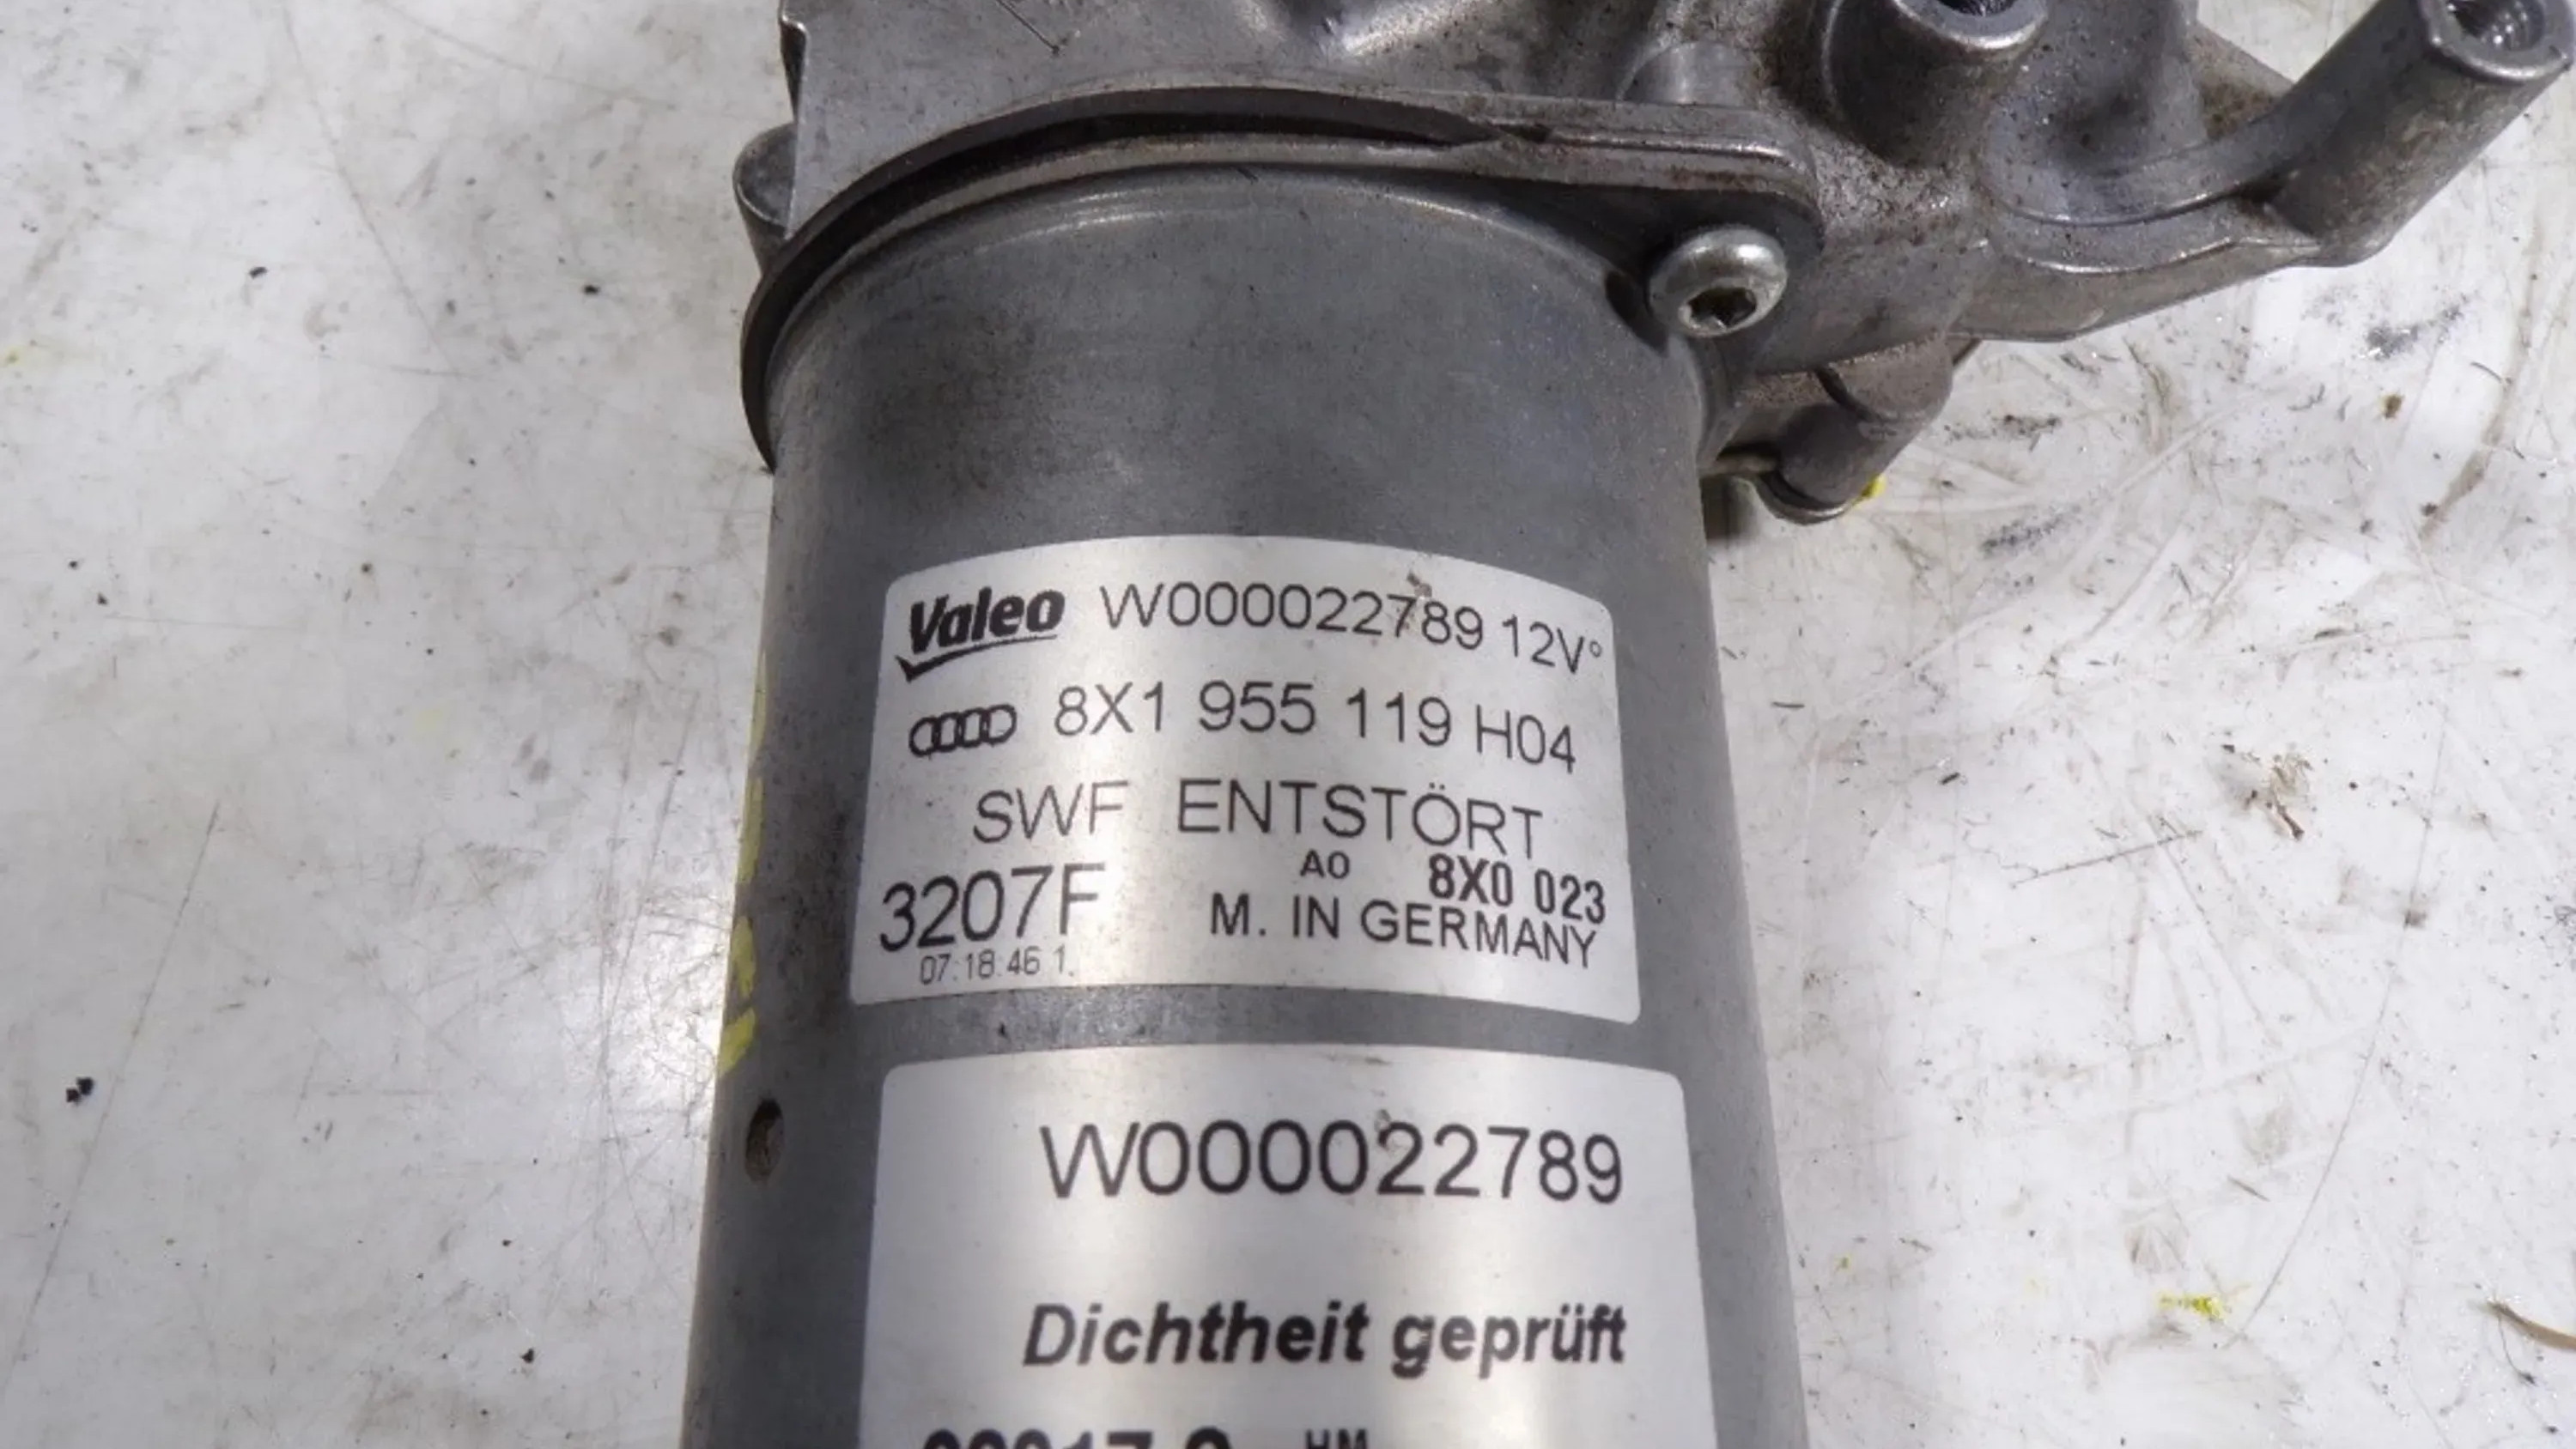 Valeo W000022789 12V°
8X1 955 119 H04
SWF ENTSTÖRT
A0 8X0 023
3207F M. IN GERMANY
07:18:46 1.
W000022789
Dichtheit geprüft
HM